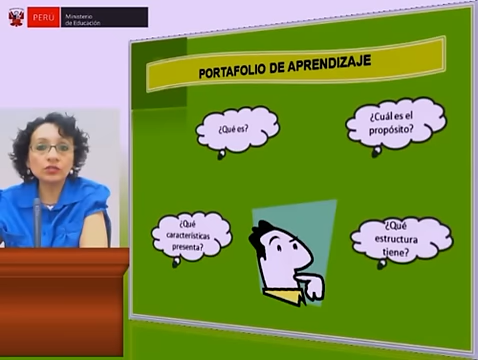 PERÚ
Ministerio
de Educación
PORTAFOLIO DE APRENDIZAJE
¿Qué es?
¿Cuál es el
propósito?
¿Qué
características
presenta?
¿Qué
estructura
tiene?